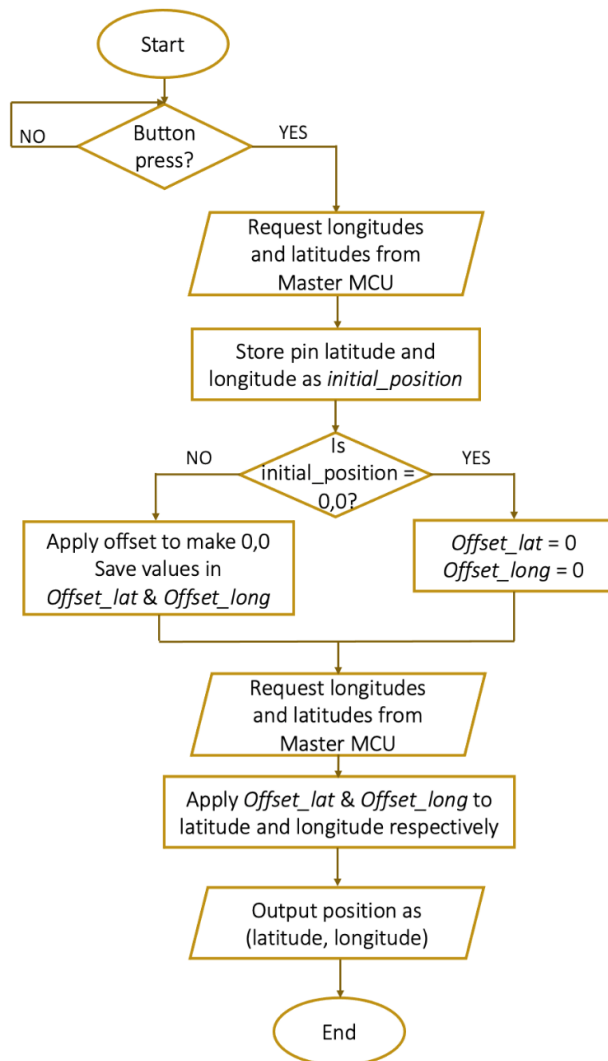 Start
Button
press?
NO
YES
Request longitudes
and latitudes from
Master MCU
Store pin latitude and
longitude as initial_position
Is
initial_position =
0,0?
NO
YES
Apply offset to make 0,0
Save values in
Offset_lat & Offset_long
Offset_lat = 0
Offset_long = 0
Request longitudes
and latitudes from
Master MCU
Apply Offset_lat & Offset_long to
latitude and longitude respectively
Output position as
(latitude, longitude)
End